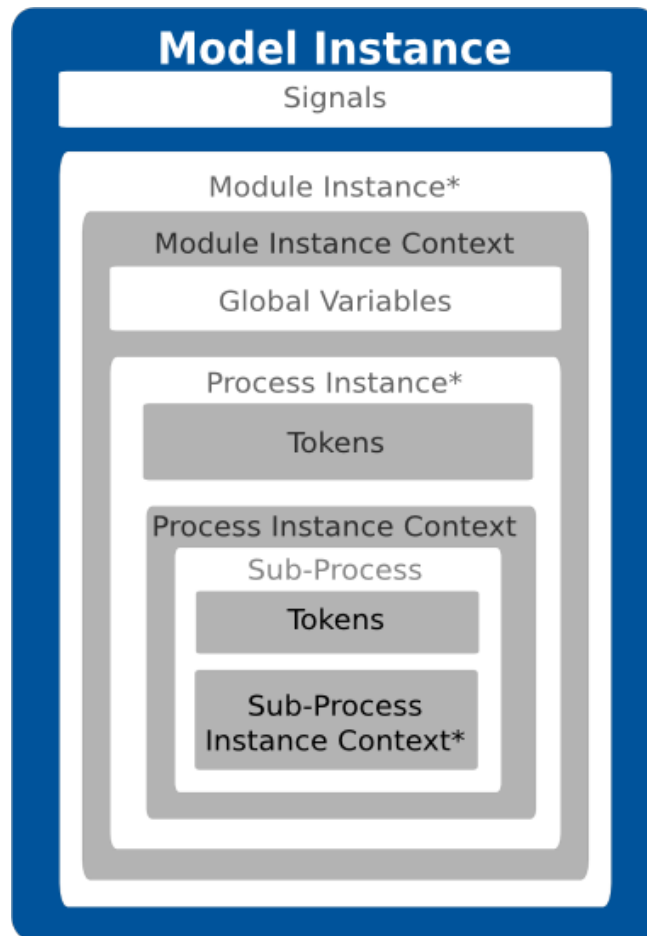 Model Instance
Signals
Module Instance*
Module Instance Context
Global Variables
Process Instance*
Tokens
Process Instance Context
Sub-Process
Tokens
Sub-Process
Instance Context*